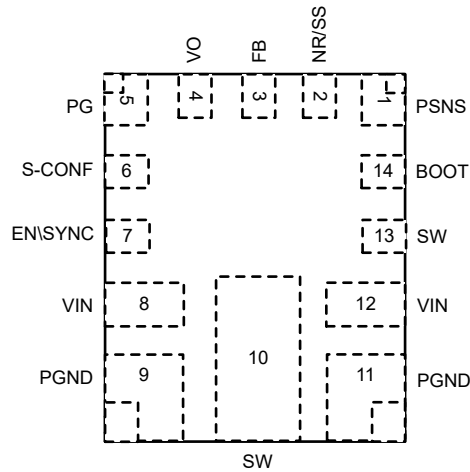 VO FB NR/SS
PG 5 4 3 2 1 PSNS
S-CONF 6 14 BOOT
EN\SYNC 7 13 SW
VIN 8 12 VIN
10
PGND 9 11 PGND
SW